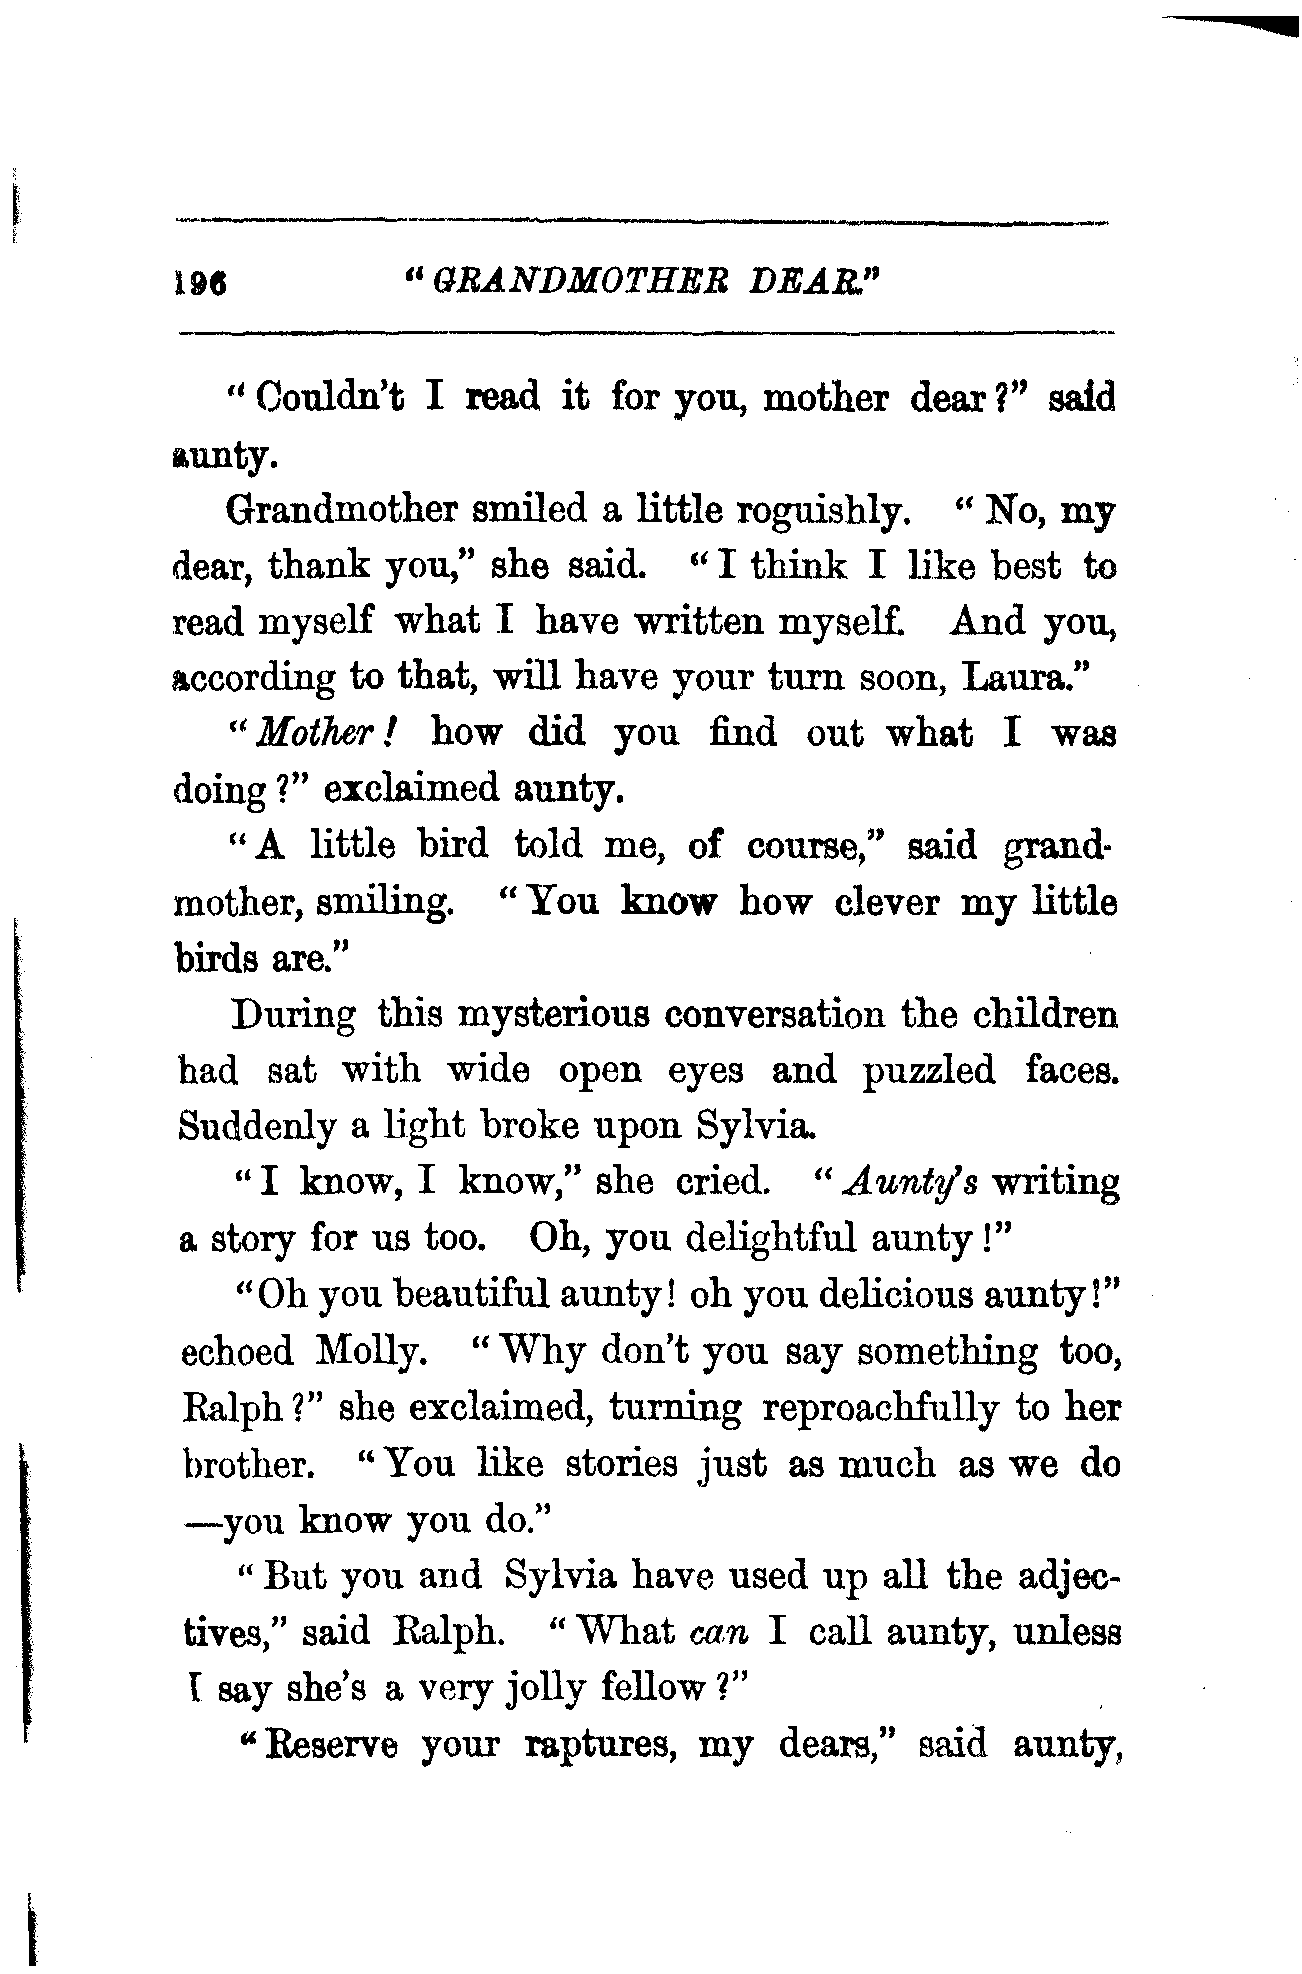 196 "GRANDMOTHER DEAR."
"Couldn't I read it for you, mother dear?" said
aunty.
Grandmother smiled a little roguishly. "No, my
dear, thank you," she said. "I think I like best to
read myself what I have written myself. And you,
according to that, will have your turn soon, Laura."
"Mother! how did you find out what I was
doing?" exclaimed aunty.
"A little bird told me, of course," said grand-
mother, smiling. "You know how clever my little
birds are."
During this mysterious conversation the children
had sat with wide open eyes and puzzled faces.
Suddenly a light broke upon Sylvia.
"I know, I know," she cried. "Aunty's writing
a story for us too. Oh, you delightful aunty!"
"Oh you beautiful aunty! oh you delicious aunty!"
echoed Molly. "Why don't you say something too,
Ralph?" she exclaimed, turning reproachfully to her
brother. "You like stories just as much as we do
—you know you do."
"But you and Sylvia have used up all the adjec-
tives," said Ralph. "What can I call aunty, unless
I say she's a very jolly fellow?"
"Reserve your raptures, my dears," said aunty,